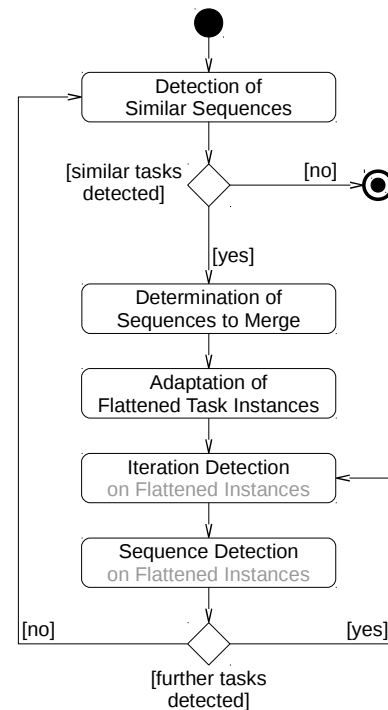 Detection of
Similar Sequences
[similar tasks
detected]
[no]
[yes]
Determination of
Sequences to Merge
Adaptation of
Flattened Task Instances
Iteration Detection
on Flattened Instances
Sequence Detection
on Flattened Instances
[no]
[yes]
[further tasks
detected]